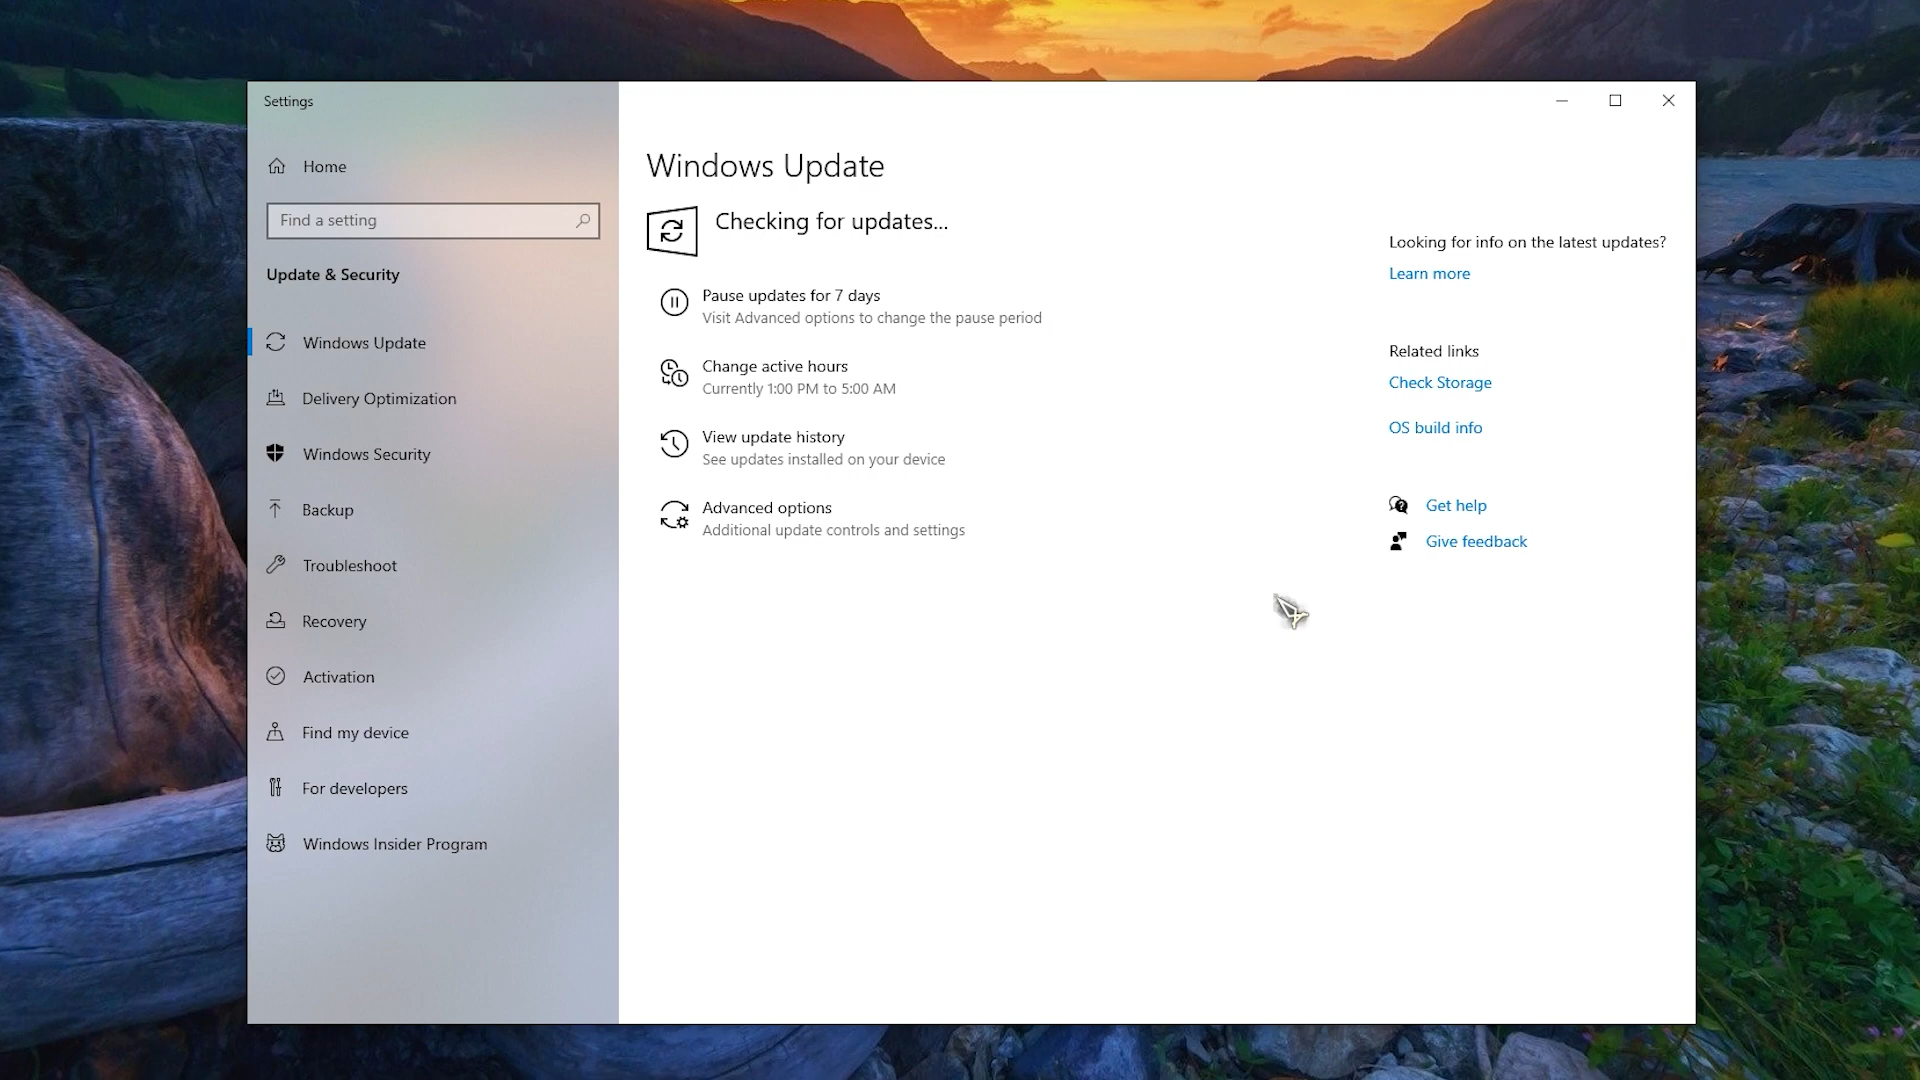 Settings
Home
Find a setting
Update & Security
Windows Update
Delivery Optimization
Windows Security
Backup
Troubleshoot
Recovery
Activation
Find my device
For developers
Windows Insider Program
Windows Update
Checking for updates...
Pause updates for 7 days
Visit Advanced options to change the pause period
Change active hours
Currently 1:00 PM to 5:00 AM
View update history
See updates installed on your device
Advanced options
Additional update controls and settings
Looking for info on the latest updates?
Learn more
Related links
Check Storage
OS build info
Get help
Give feedback